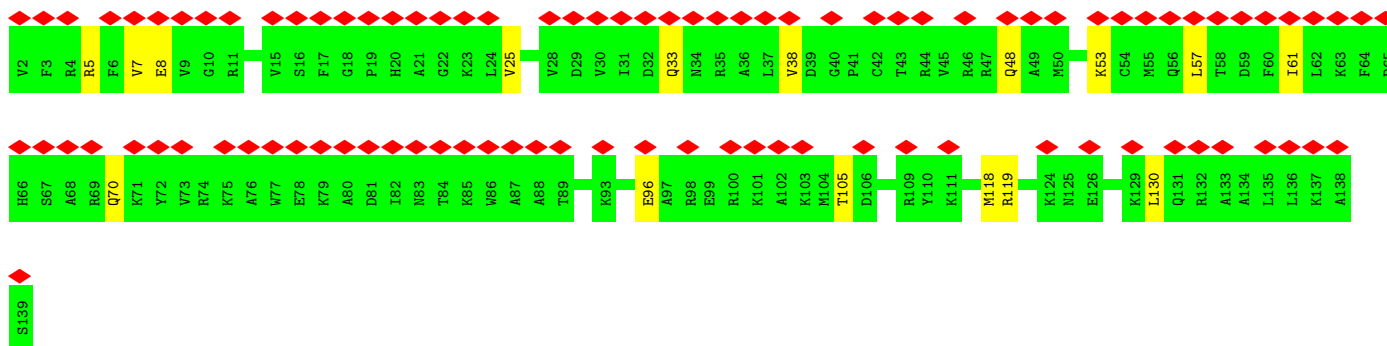 V2 F3 R4 R5 F6 V7 E8 V9 G10 R11 V15 S16 F17 G18 P19 H20 A21 G22 K23 L24 V25 V28 D29 V30 I31 D32 Q33 N34 R35 A36 L37 V38 D39 G40 P41 C42 T43 R44 V45 R46 R47 Q48 A49 M50 K53 C54 M55 Q56 L57 T58 D59 F60 I61 L62 K63 F64
H66 S67 A68 R69 Q70 K71 Y72 V73 R74 K75 A76 W77 E78 K79 A80 D81 I82 N83 T84 K85 W86 A87 A88 T89 K93 E96 A97 R98 E99 R100 K101 A102 K103 M104 T105 D106 R109 Y110 K111 M118 R119 K124 N125 E126 K129 L130 Q131 R132 A133 A134 L135 L136 K137 A138
S139